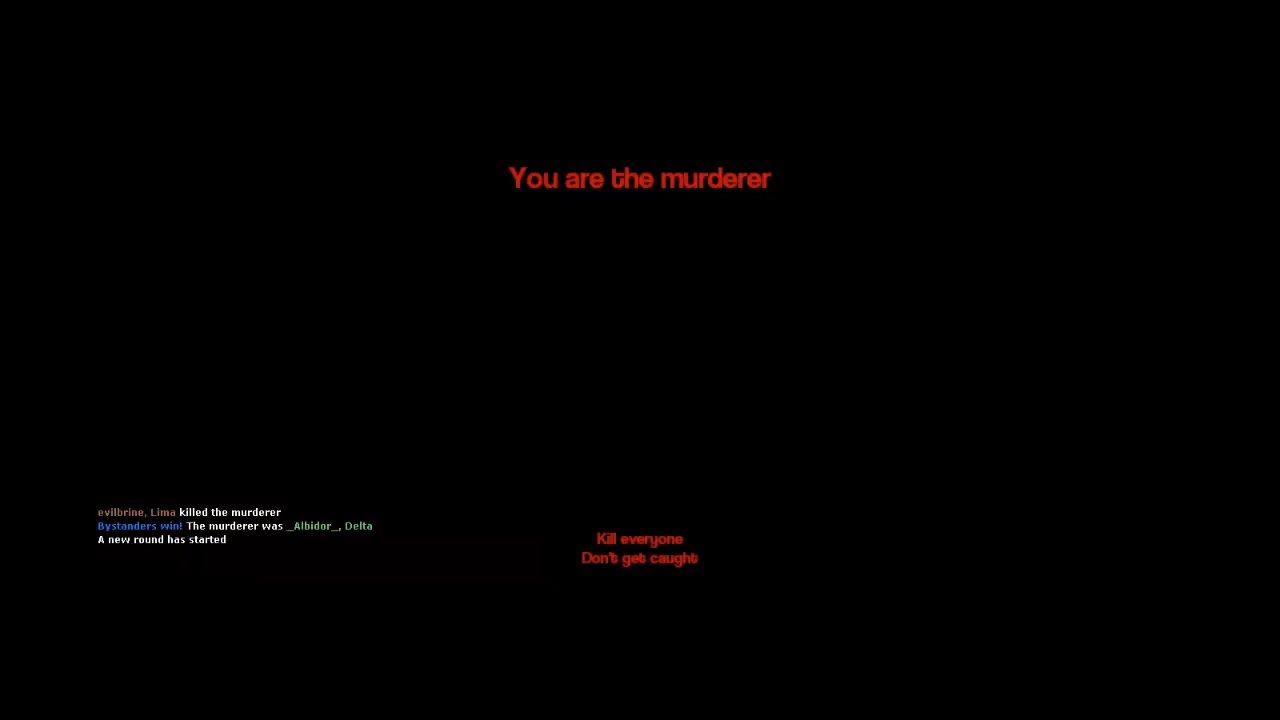 You are the murderer
evilbrine, Lima killed the murderer
Bystanders win! The murderer was _Albidor_, Delta
A new round has started
Kill everyone
Don't get caught